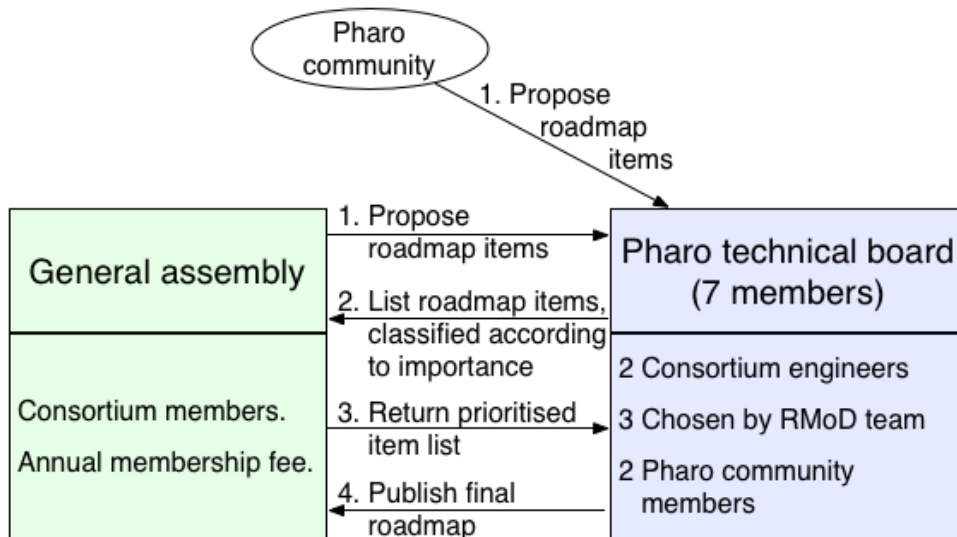 Pharo
community
1. Propose
roadmap
items
General assembly
Consortium members.
Annual membership fee.
1. Propose
roadmap items
2. List roadmap items,
classified according
to importance
3. Return prioritised
item list
4. Publish final
roadmap
Pharo technical board
(7 members)
2 Consortium engineers
3 Chosen by RMoD team
2 Pharo community
members